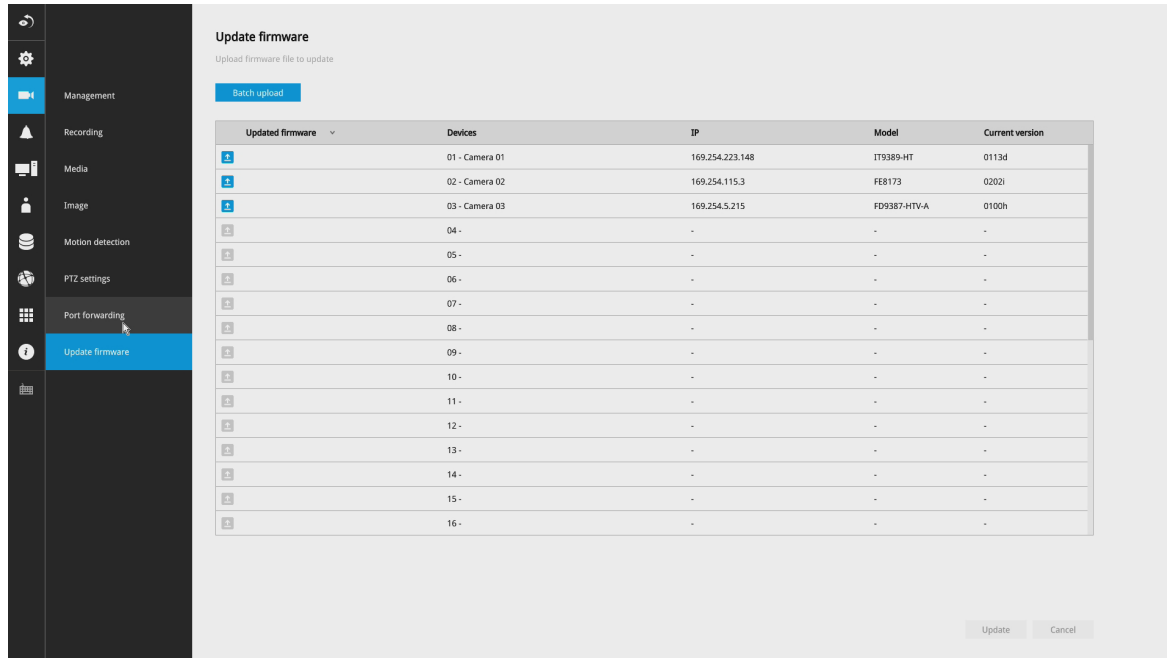 Update firmware
Upload firmware file to update
Batch upload
Management
Recording
Media
Image
Motion detection
PTZ settings
Port forwarding
Update firmware
Updated firmware Devices IP Model Current version
01 - Camera 01 169.254.223.148 IT9389-HT 0113d
02 - Camera 02 169.254.115.3 FE8173 0202i
03 - Camera 03 169.254.5.215 FD9387-HTV-A 0100h
04 - - - -
05 - - - -
06 - - - -
07 - - - -
08 - - - -
09 - - - -
10 - - - -
11 - - - -
12 - - - -
13 - - - -
14 - - - -
15 - - - -
16 - - - -
Update Cancel